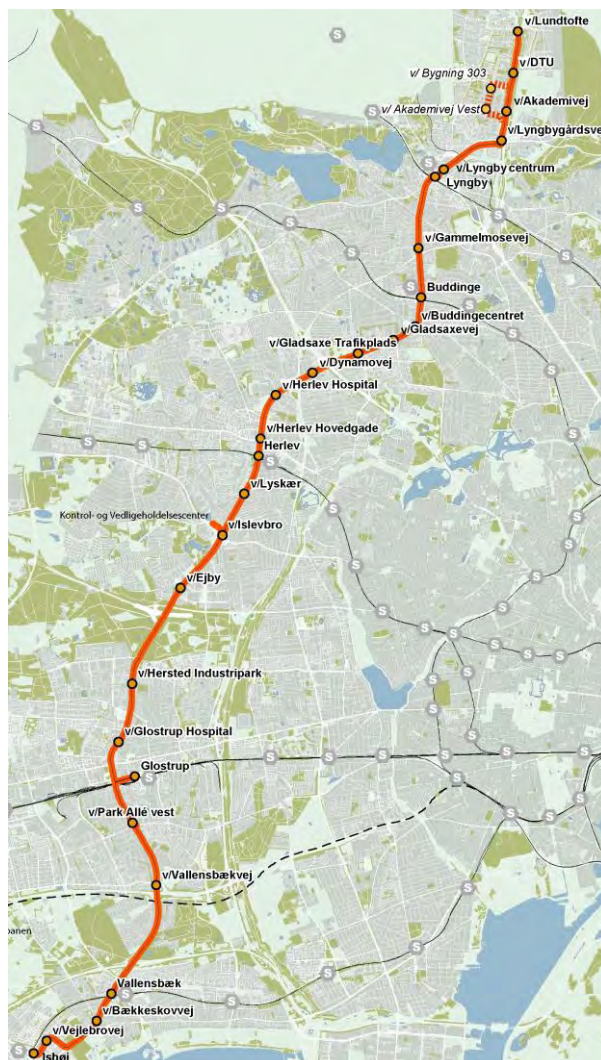 v/Lundtofte
S
v/DTU
v/ Bygning 303
v/ Akademivej Vest
v/Akademivej
S
v/Lyngbygårdsve
S
v/Lyngby centrum
Lyngby
S
S
S
v/Gammelmosevej
S
S
S
Buddinge
S
v/Buddingecentret
v/Gladsaxevej
v/Gladsaxe Trafikplads
S
v/Dynamovej
v/Herlev Hospital
S
v/Herlev Hovedgade
S
S
Herlev
S
v/Lyskær
Kontrol- og Vedligeholdelsescenter
v/Islevbro
S
v/Ejby
S
S
S
S
S
S
v/Hersted Industripark
S
S
v/Glostrup Hospital
S
S
S
S
S
S
Glostrup
S
S
S
v/Park Allé vest
S
v/Vallensbækvej
S
S
banen
S
Vallensbæk
S
S
v/Bækkeskovvej
v/Vejlebrovej
Ishøj